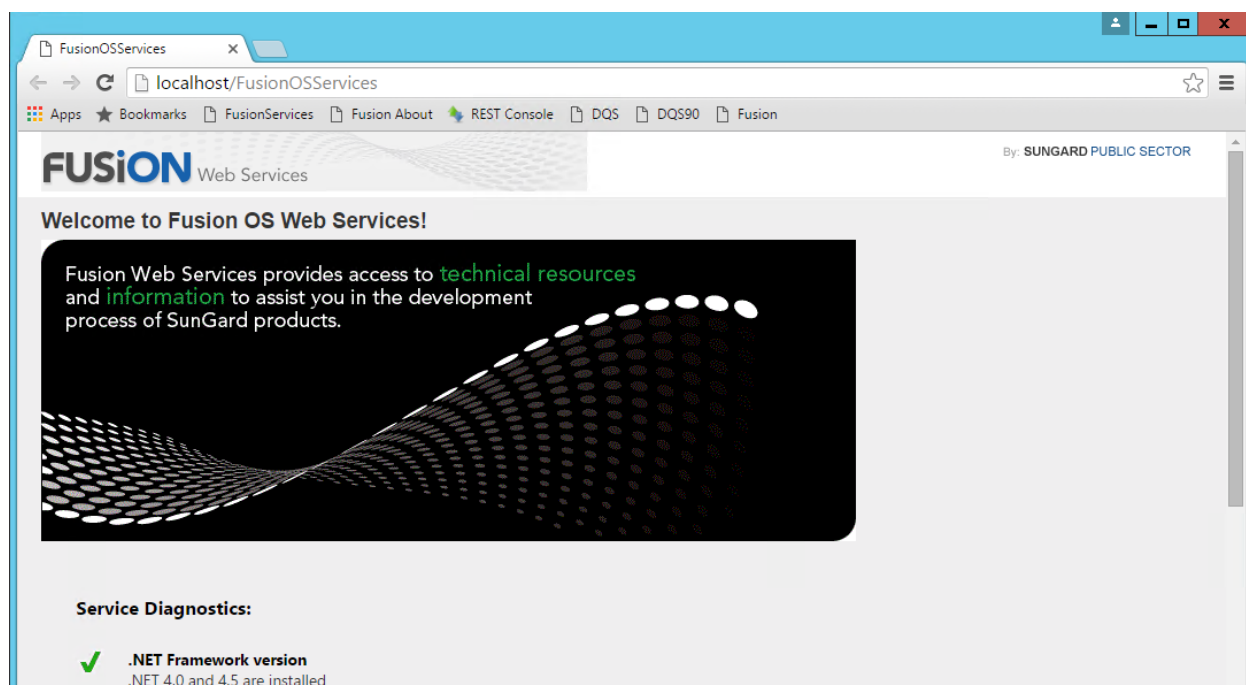 FusionOSServices
localhost/FusionOSServices
Apps Bookmarks FusionServices Fusion About REST Console DQS DQS90 Fusion
FUSiON Web Services
By: SUNGARD PUBLIC SECTOR
Welcome to Fusion OS Web Services!
Fusion Web Services provides access to technical resources
and information to assist you in the development
process of SunGard products.
Service Diagnostics:
.NET Framework version
.NET 4.0 and 4.5 are installed